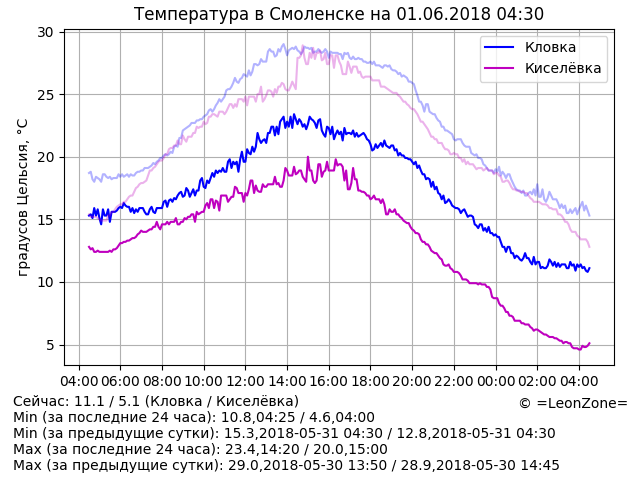 Температура в Смоленске на 01.06.2018 04:30
30
25
20
15
10
5
градусов Цельсия, °C
Кловка
Киселёвка
04:00 06:00 08:00 10:00 12:00 14:00 16:00 18:00 20:00 22:00 00:00 02:00 04:00
Сейчас: 11.1 / 5.1 (Кловка / Киселёвка)
© =LeonZone=
Min (за последние 24 часа): 10.8,04:25 / 4.6,04:00
Min (за предыдущие сутки): 15.3,2018-05-31 04:30 / 12.8,2018-05-31 04:30
Max (за последние 24 часа): 23.4,14:20 / 20.0,15:00
Max (за предыдущие сутки): 29.0,2018-05-30 13:50 / 28.9,2018-05-30 14:45